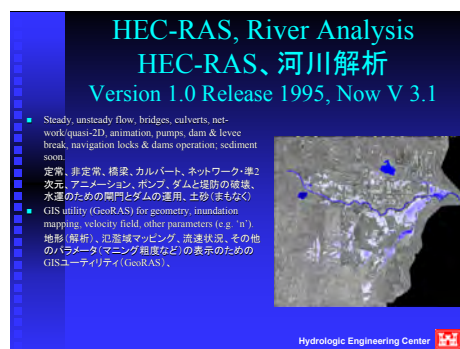 HEC-RAS, River Analysis
HEC-RAS、河川解析
Version 1.0 Release 1995, Now V 3.1
Steady, unsteady flow, bridges, culverts, net-
work/quasi-2D, animation, pumps, dam & levee
break, navigation locks & dams operation; sediment
soon.
定常、非定常、橋梁、カルバート、ネットワーク・準2
次元、アニメーション、ポンプ、ダムと堤防の破壊、
水運のための閘門とダムの運用、土砂(まもなく)
GIS utility (GeoRAS) for geometry, inundation
mapping, velocity field, other parameters (e.g. ‘n’).
地形(解析)、氾濫域マッピング、流速状況、その他
のパラメータ(マニング粗度など)の表示のための
GISユーティリティ(GeoRAS)、
Hydrologic Engineering Center